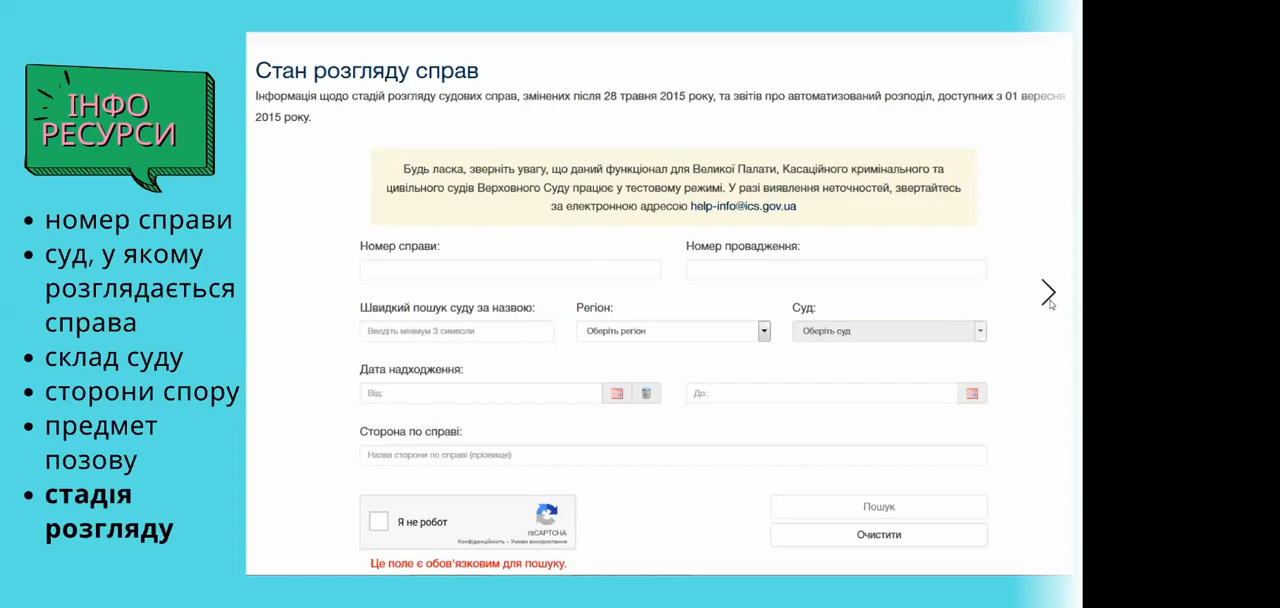 ІНФО
РЕСУРСИ
номер справи
суд, у якому
розглядається
справа
склад суду
сторони спору
предмет
позову
стадія
розгляду
Стан розгляду справ
Інформація щодо стадій розгляду судових справ, змінених після 28 травня 2015 року, та звітів про автоматизований розподіл, доступних з 01 вересня
2015 року.
Будь ласка, зверніть увагу, що даний функціонал для Великої Палати, Касаційного кримінального та
цивільного судів Верховного Суду працює у тестовому режимі. У разі виявлення неточностей, звертайтесь
за електронною адресою help-info@ics.gov.ua
Номер справи:
Номер провадження:
Швидкий пошук суду за назвою:
Регіон:
Суд:
Введіть мінімум 3 символи
Оберіть регіон
Оберіть суд
Дата надходження:
Від:
До:
Сторона по справі:
Назва сторони по справі (прізвище)
Я не робот
reCAPTCHA
Конфіденційність - Умови використання
Пошук
Очистити
Це поле є обов'язковим для пошуку.